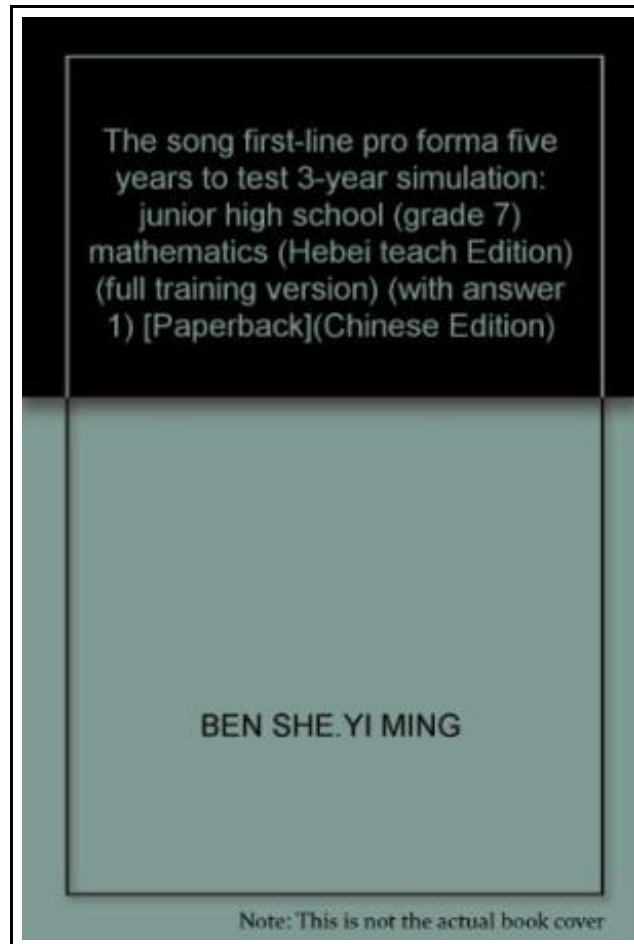 The song first-line pro forma five
years to test 3-year simulation:
junior high school (grade 7)
mathematics (Hebei teach Edition)
(full training version) (with answer
1) [Paperback](Chinese Edition)
BEN SHE.YI MING
Note: This is not the actual book cover